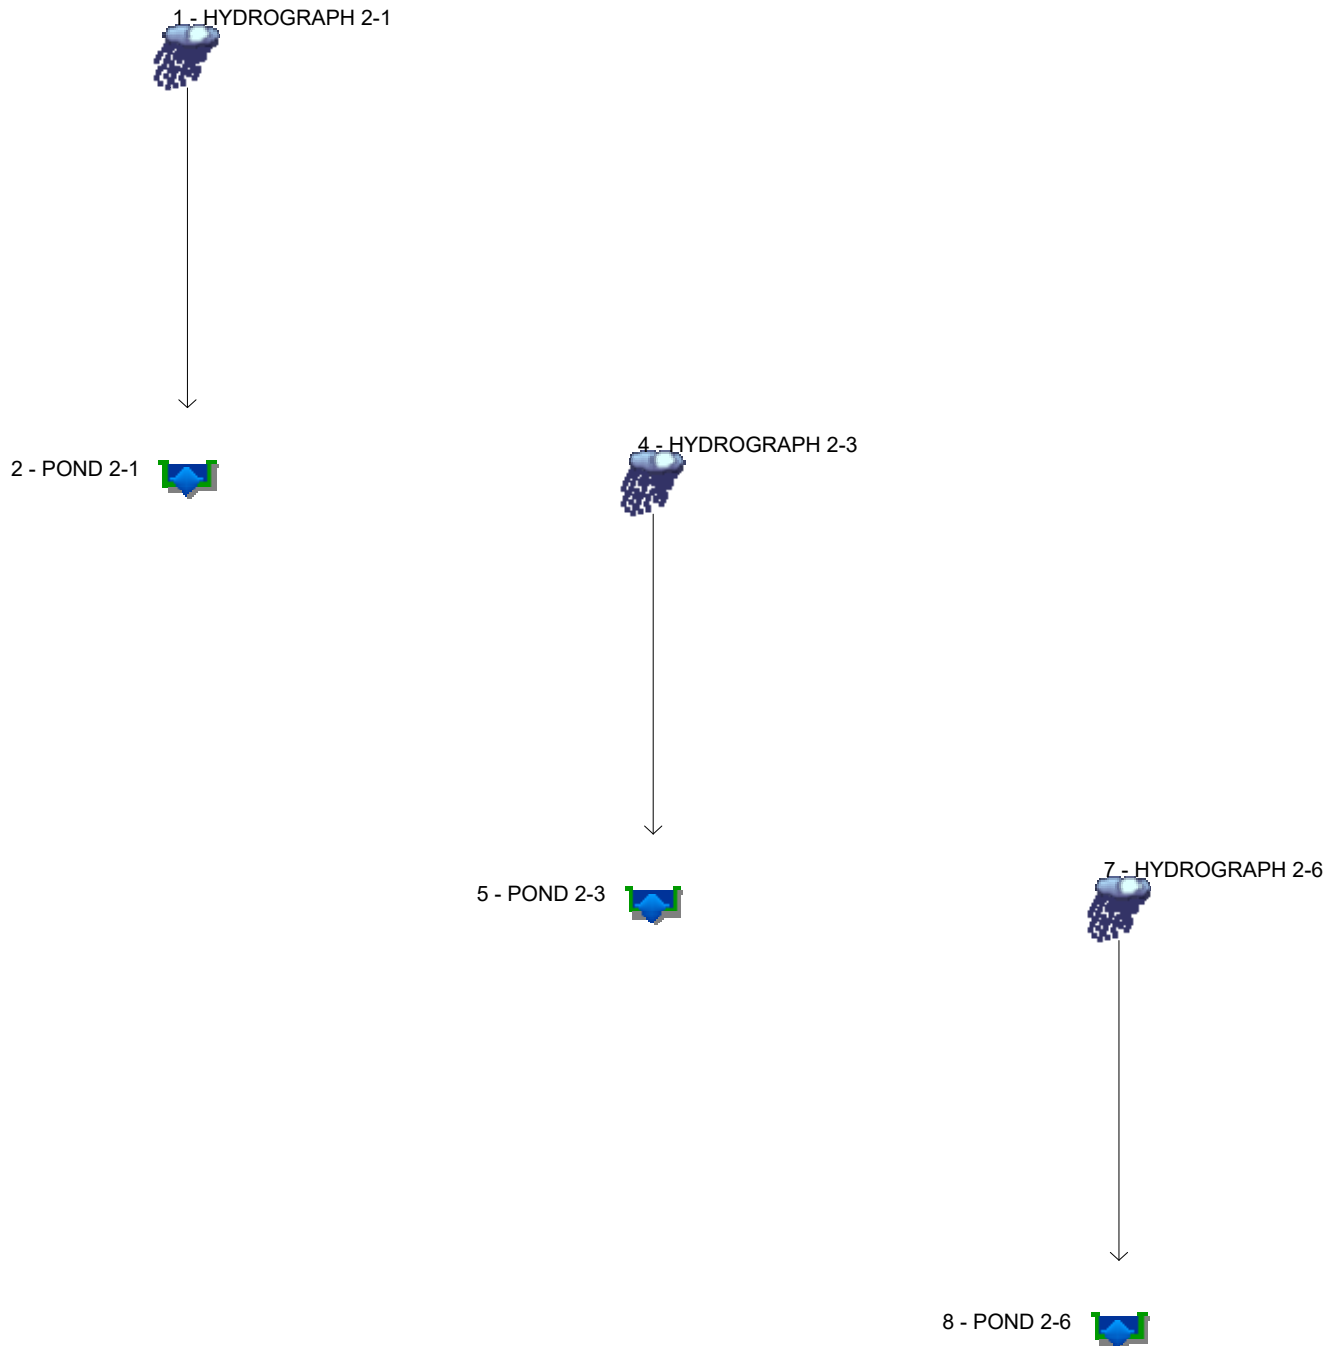 1 - HYDROGRAPH 2-1
2 - POND 2-1
4 - HYDROGRAPH 2-3
5 - POND 2-3
7 - HYDROGRAPH 2-6
8 - POND 2-6